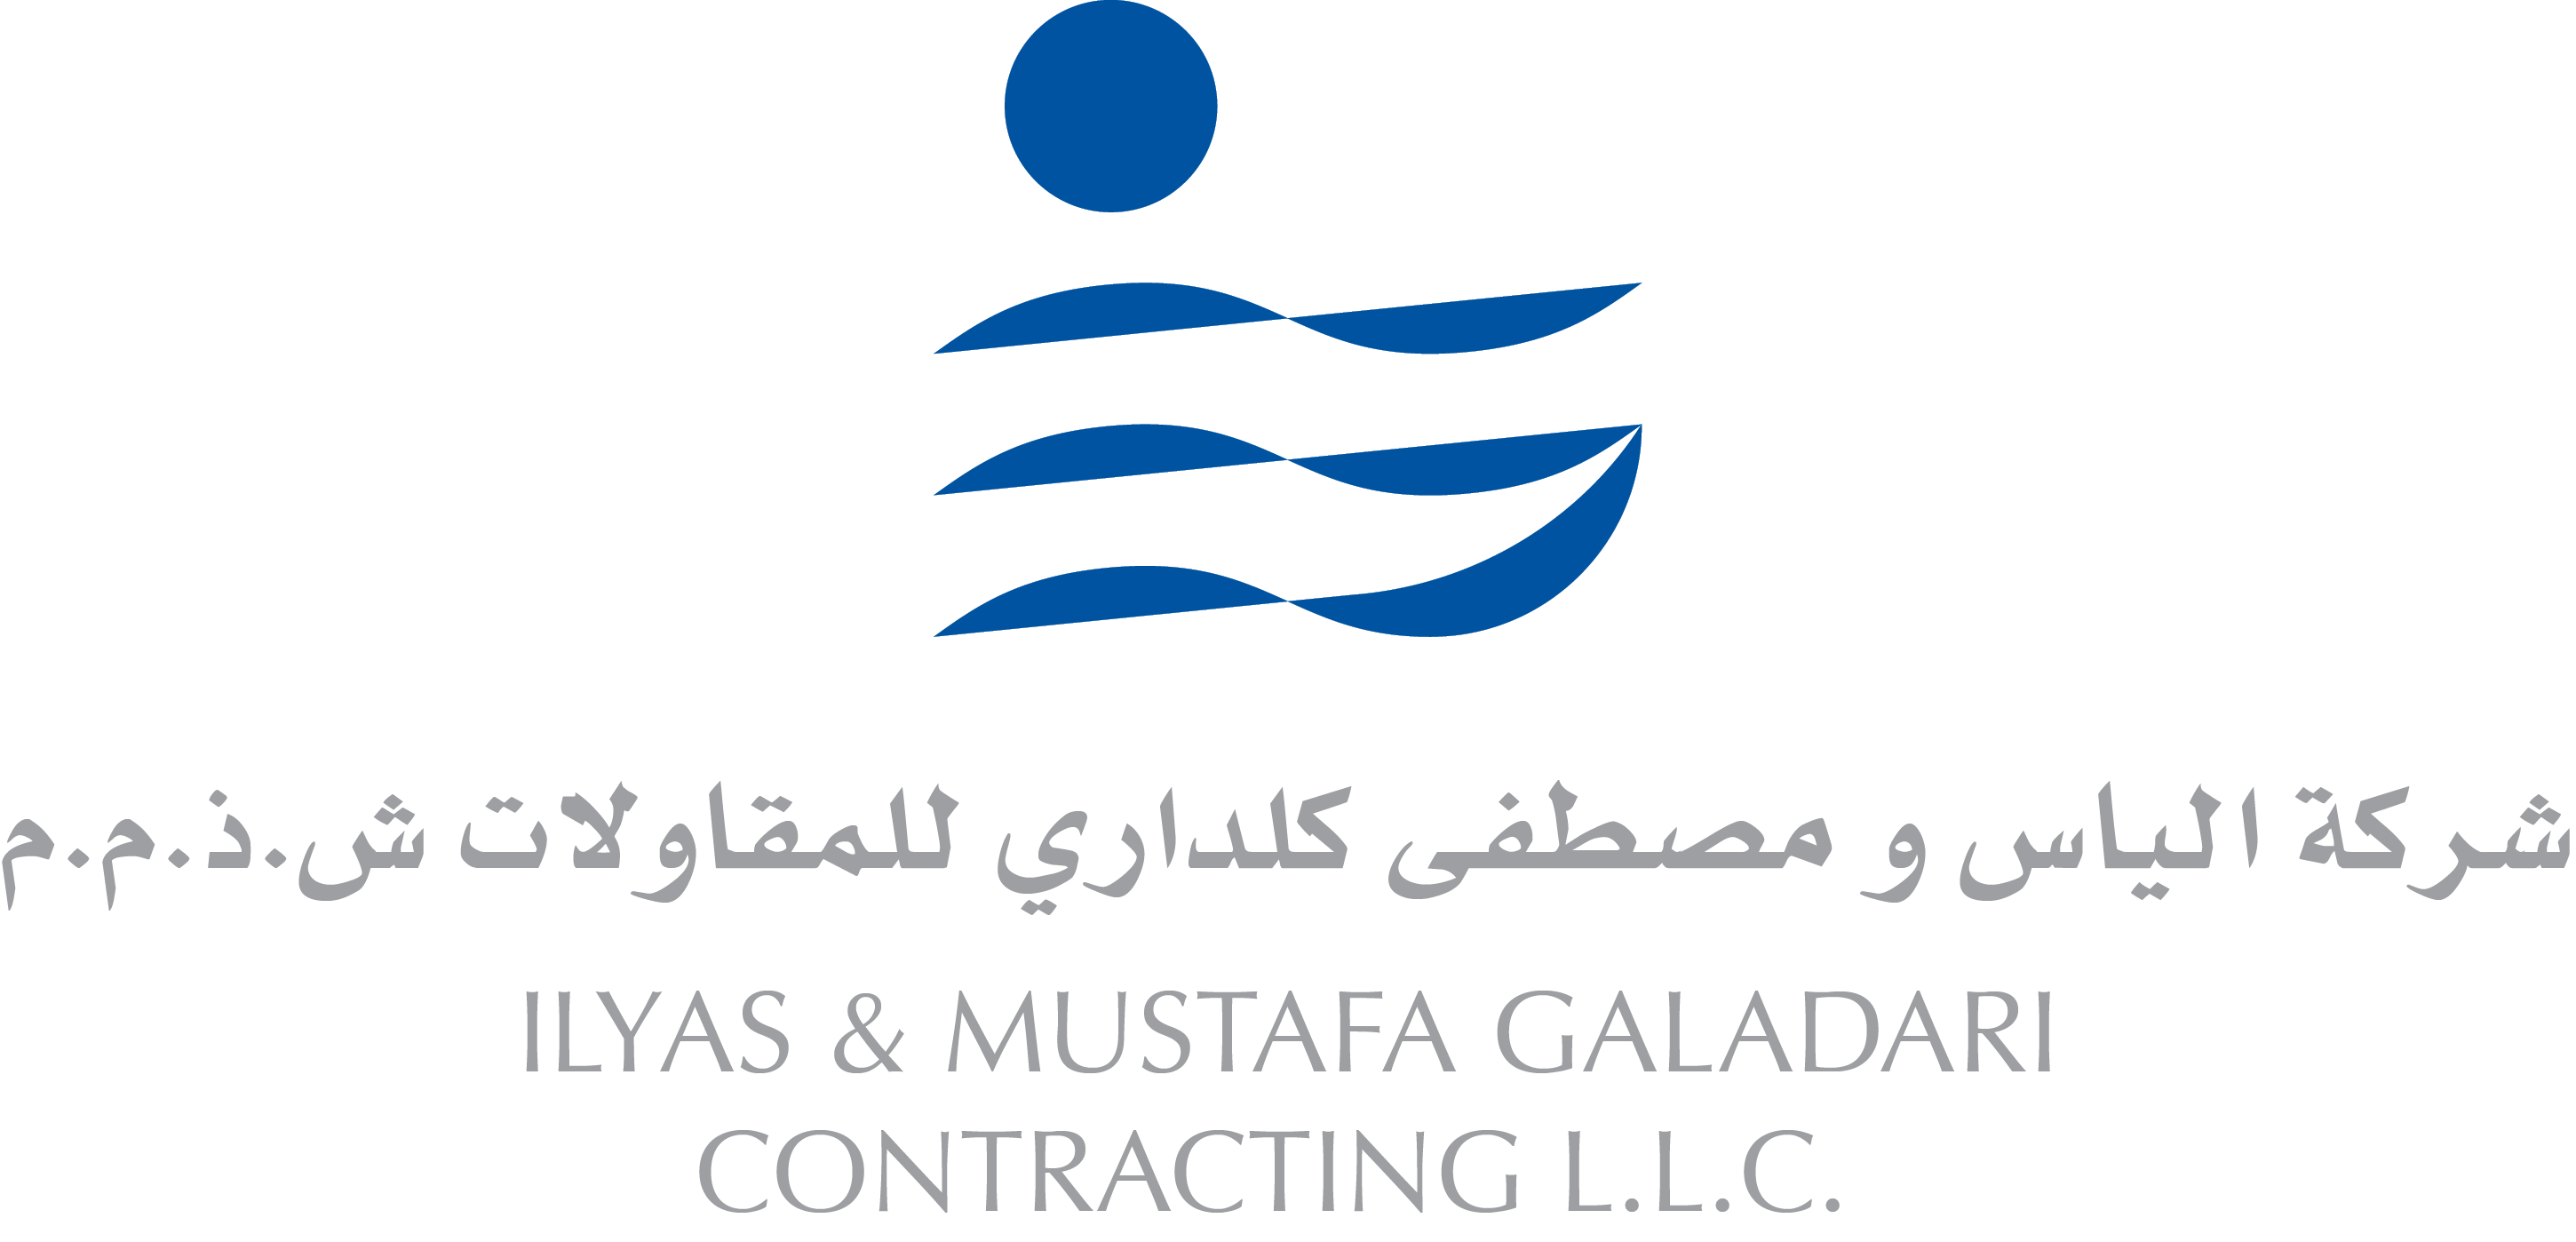 شركة الياس و مصطفى كلداري للمقاولات ش.ذ.م.م
ILYAS & MUSTAFA GALADARI
CONTRACTING L.L.C.